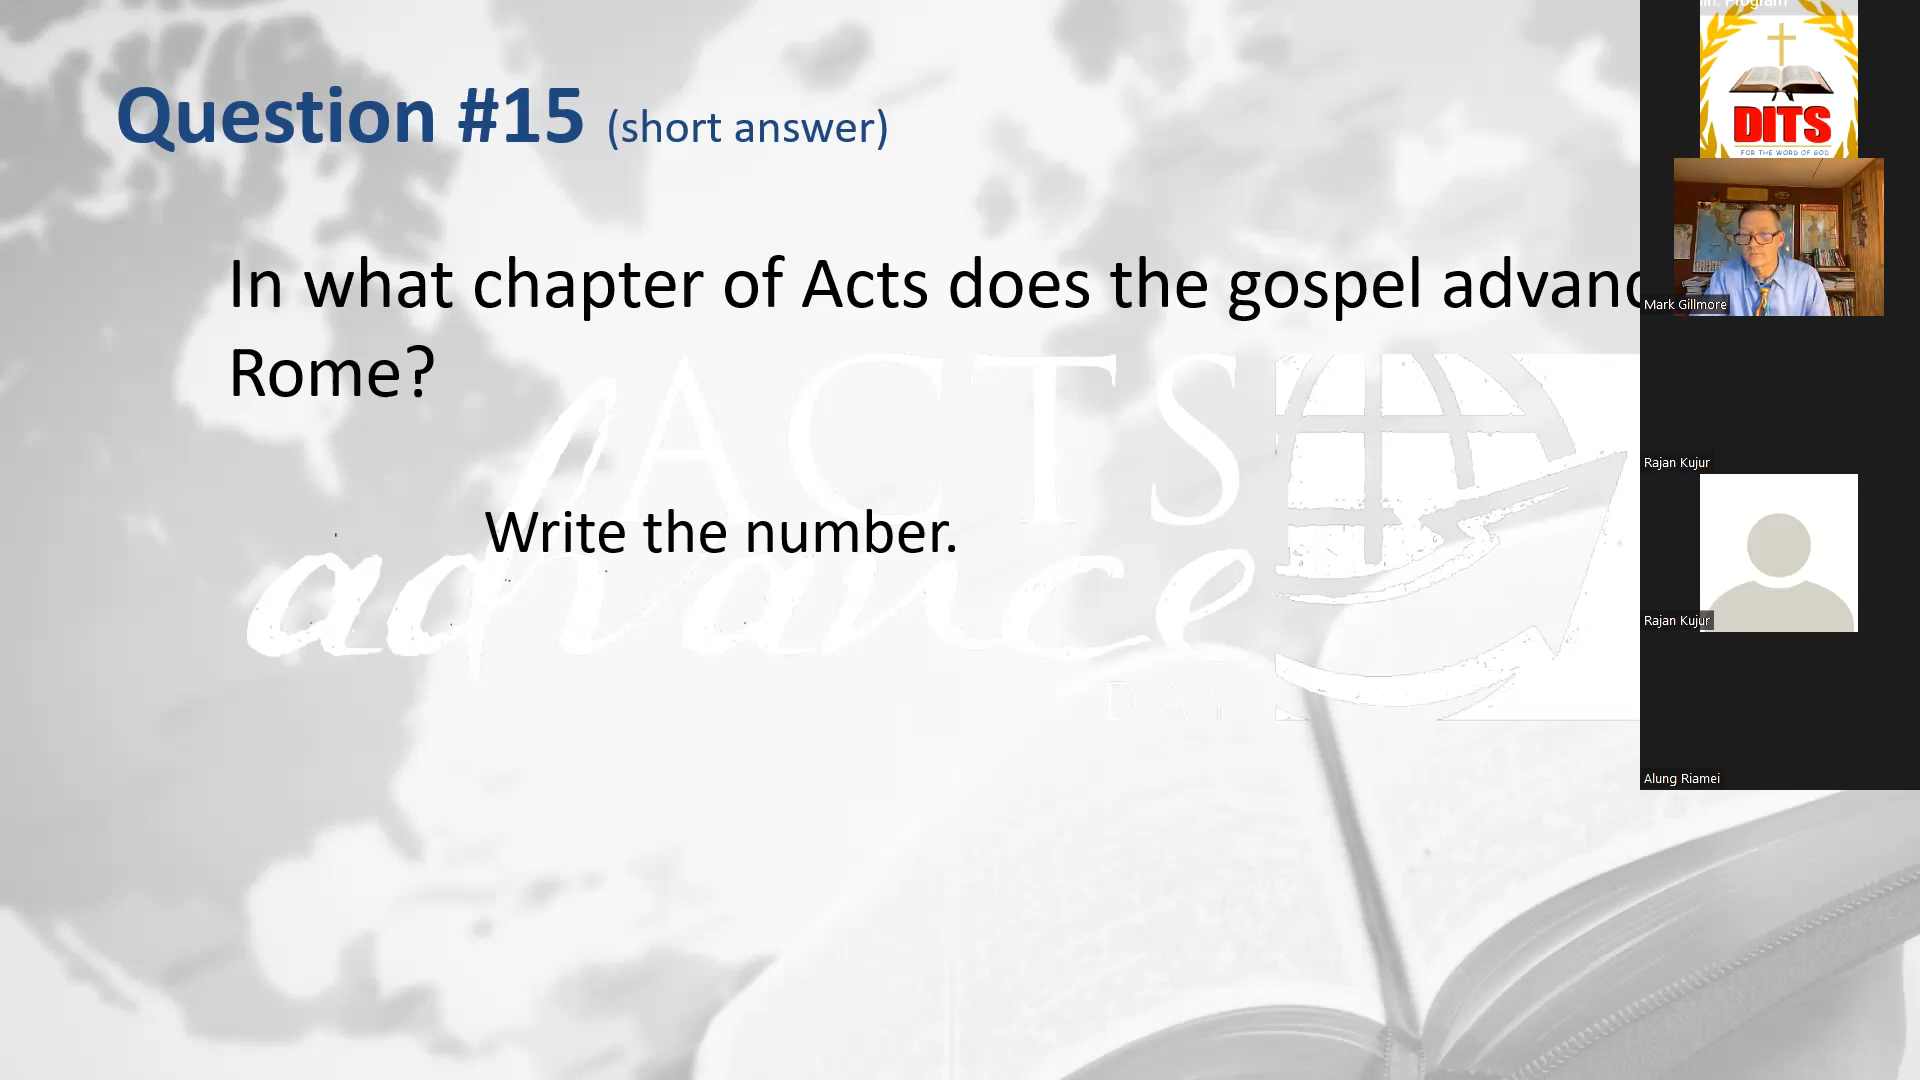 Question #15 (short answer)
In what chapter of Acts does the gospel advanc
Rome?
Write the number.
ACTS
advance
DAY
Program
DITS
FOR THE WORD OF GOD
Mark Gillmore
Rajan Kujur
Rajan Kujur
Alung Riamei